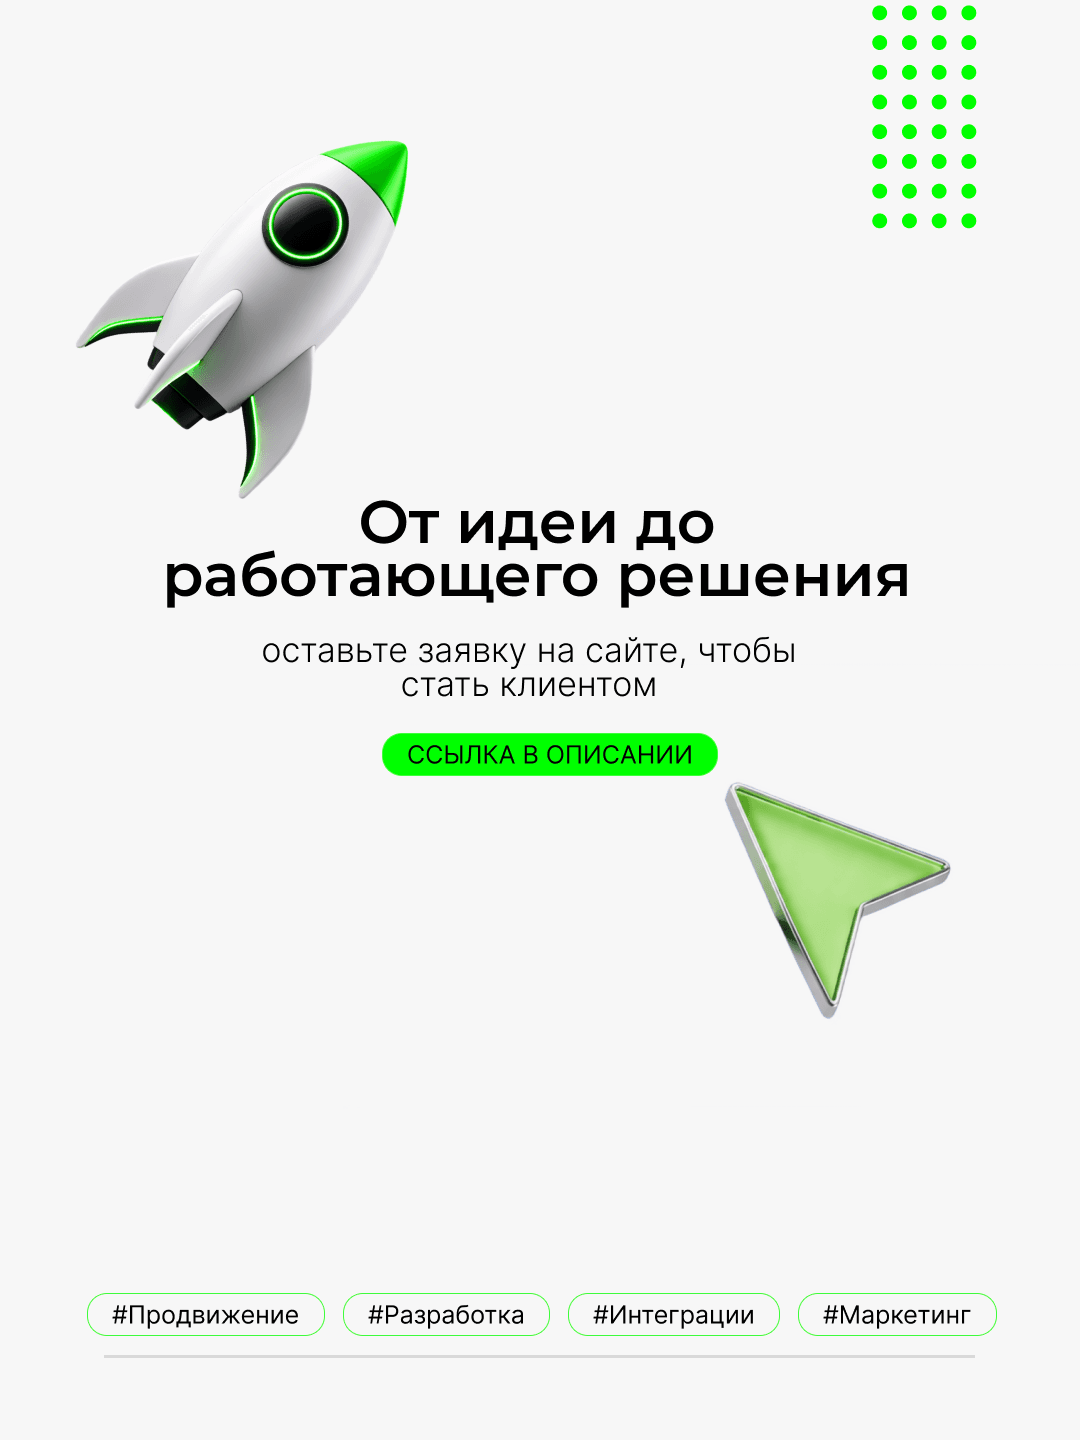 От идеи до
работающего решения
оставьте заявку на сайте, чтобы
стать клиентом
ССЫЛКА В ОПИСАНИИ
#Продвижение #Разработка #Интеграции #Маркетинг